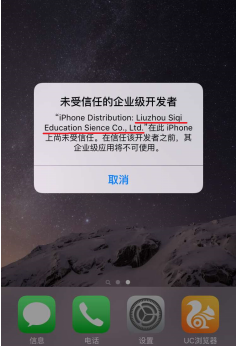 未受信任的企业级开发者
“iPhone Distribution: Liuzhou Siqi
Education Sience Co., Ltd.”在此 iPhone
上尚未受信任。在信任该开发者之前，其
企业级应用将不可使用。
取消
信息
电话
设置
UC浏览器